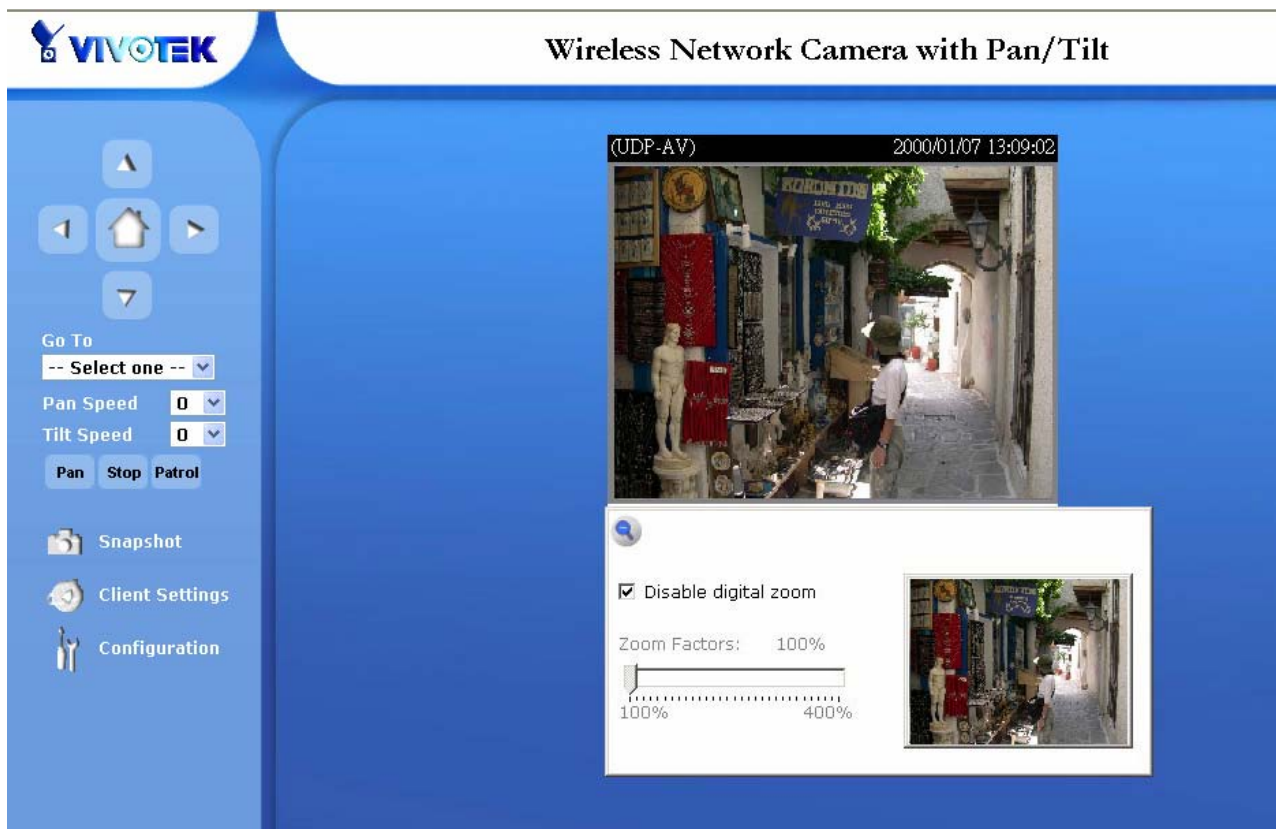 VIVOTEK
Wireless Network Camera with Pan/Tilt
(UDP-AV) 2000/01/07 13:09:02
Go To
-- Select one --
Pan Speed 0
Tilt Speed 0
Pan Stop Patrol
Snapshot
Client Settings
Configuration
Disable digital zoom
Zoom Factors: 100%
100% 400%